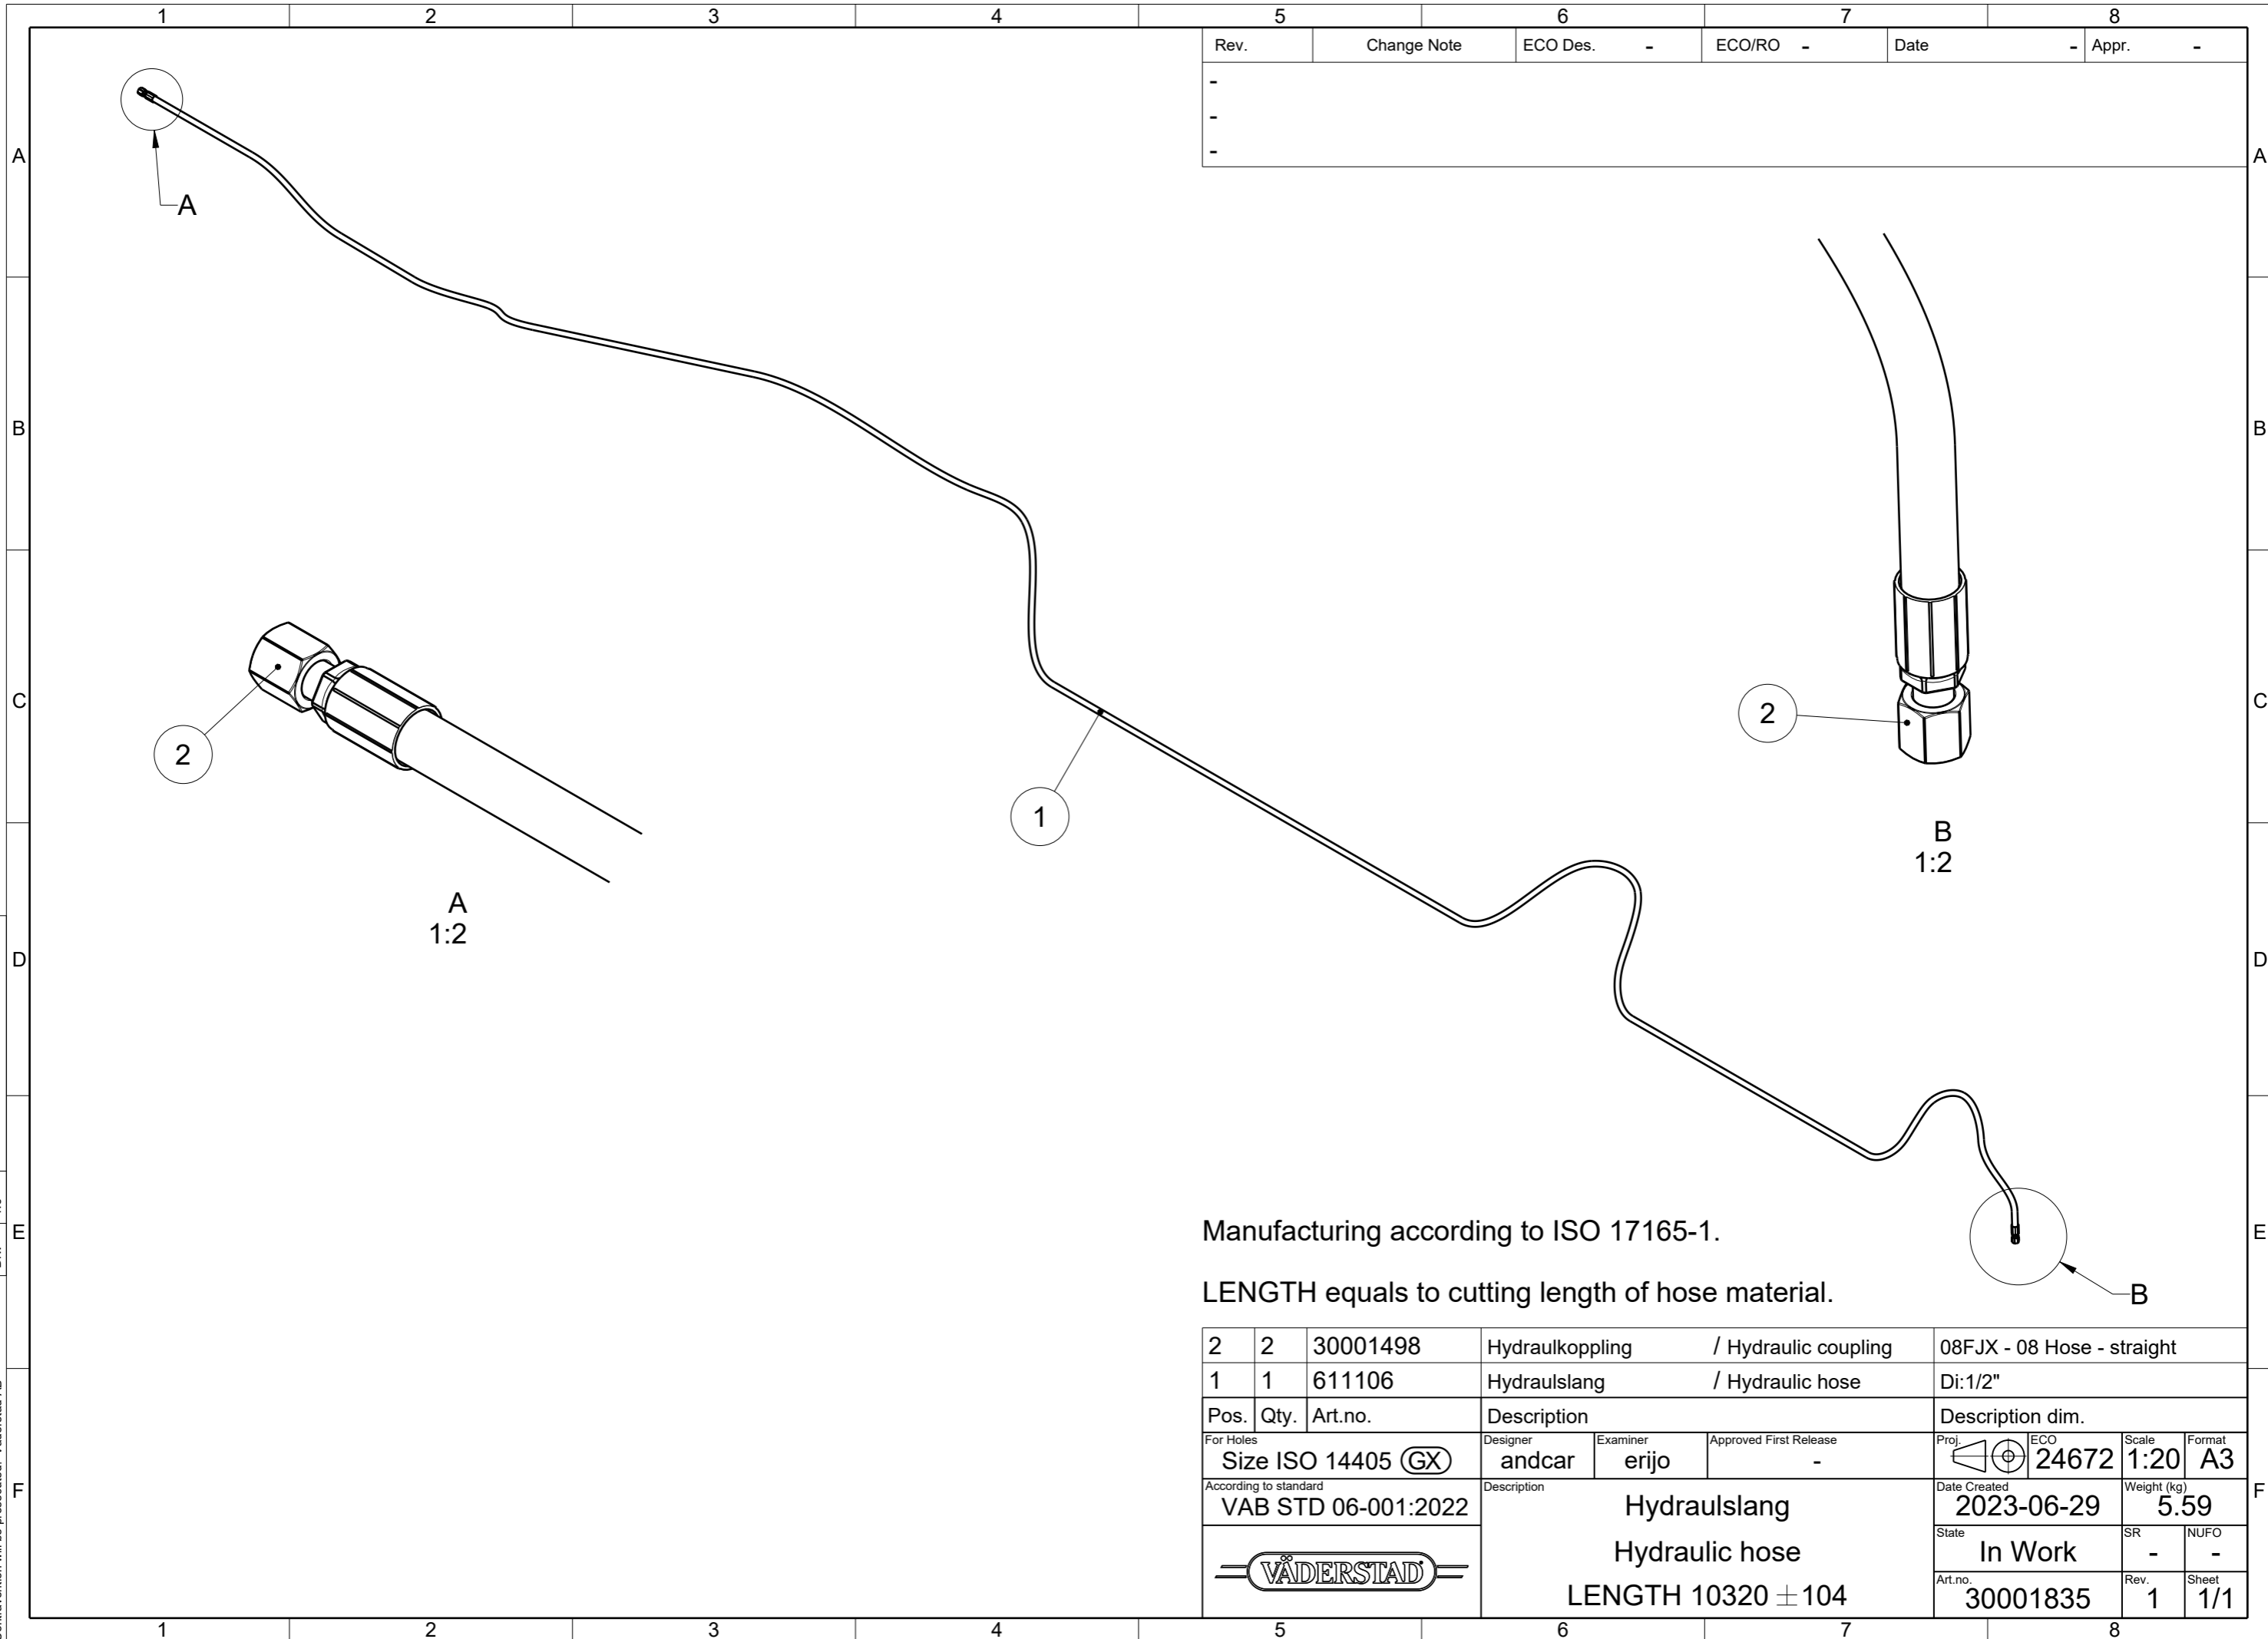 1 2 3 4 5 6 7 8
Rev. Change Note ECO Des. - ECO/RO - Date - Appr. -
-
-
-
A A
A
B B
2
C C
2
1
B
1:2
A
1:2
D D
E E
Manufacturing according to ISO 17165-1.
LENGTH equals to cutting length of hose material.
B
2 2 30001498 Hydraulkoppling / Hydraulic coupling 08FJX - 08 Hose - straight
1 1 611106 Hydraulslang / Hydraulic hose Di:1/2"
Pos. Qty. Art.no. Description Description dim.
For Holes Designer Examiner Approved First Release Proj. ECO Scale Format
Size ISO 14405 GX andcar erijo - 24672 1:20 A3
F F
According to standard Description Date Created Weight (kg)
VAB STD 06-001:2022 Hydraulslang 2023-06-29 5.59
State SR NUFO
VÄDERSTAD Hydraulic hose In Work - -
Art.no. Rev. Sheet
LENGTH 10320 ±104 30001835 1 1/1
1 2 3 4 5 6 7 8